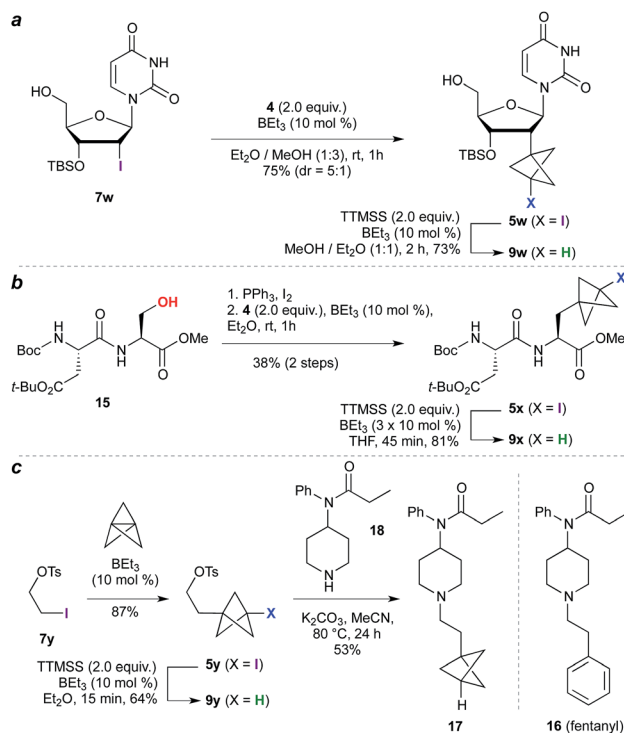 a
O
NH
N
O
HO
O
TBSO
I
7w
4 (2.0 equiv.)
BEt3 (10 mol %)
Et2O / MeOH (1:3), rt, 1h
75% (dr = 5:1)
O
NH
N
O
HO
O
TBSO
X
TTMSS (2.0 equiv.)
BEt3 (10 mol %)
MeOH / Et2O (1:1), 2 h, 73%
5w (X = I)
9w (X = H)
b
OH
O
H
N
Boc
N
H
OMe
O
t-BuO2C
15
1. PPh3, I2
2. 4 (2.0 equiv.), BEt3 (10 mol %),
Et2O, rt, 1h
38% (2 steps)
X
O
H
N
Boc
N
H
OMe
O
t-BuO2C
TTMSS (2.0 equiv.)
BEt3 (3 x 10 mol %)
THF, 45 min, 81%
5x (X = I)
9x (X = H)
c
OTs
I
7y
BEt3
(10 mol %)
87%
OTs
X
TTMSS (2.0 equiv.)
BEt3 (10 mol %)
Et2O, 15 min, 64%
5y (X = I)
9y (X = H)
O
Ph
N
18
N
H
K2CO3, MeCN,
80 °C, 24 h
53%
O
Ph
N
N
H
17
O
Ph
N
N
16 (fentanyl)